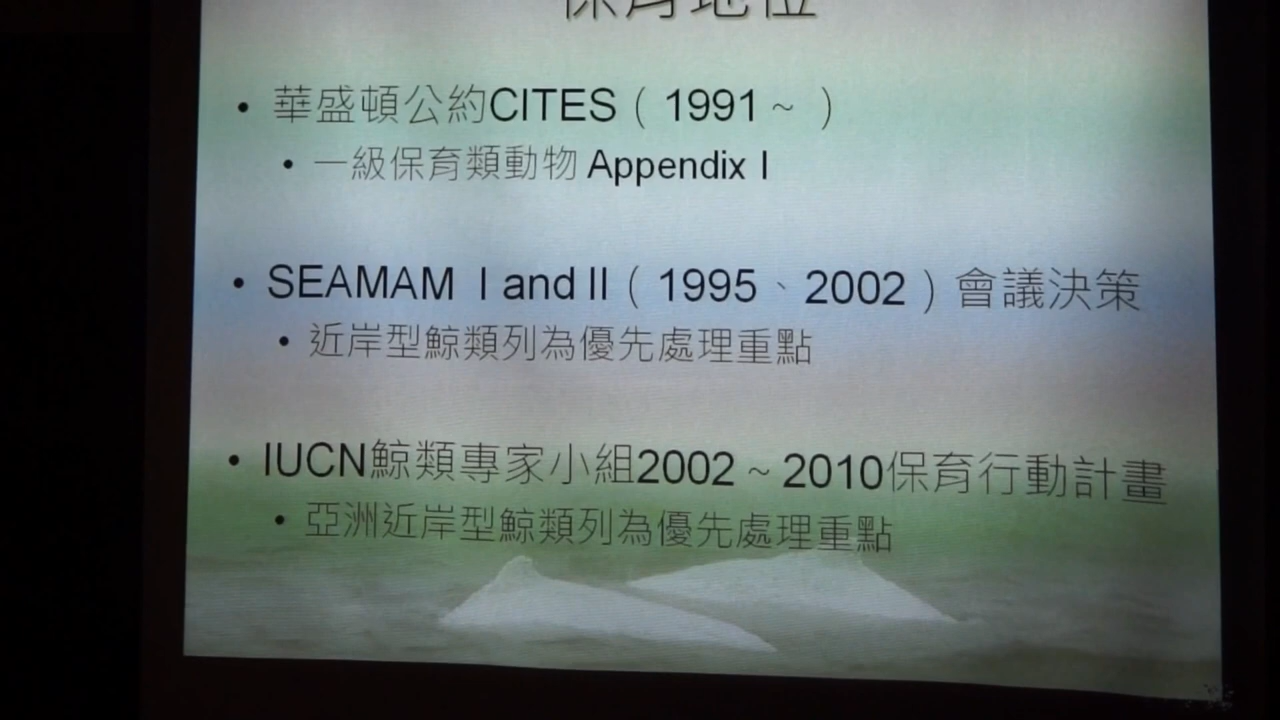 保育地位
• 華盛頓公約CITES（1991～ ）
• 一級保育類動物 Appendix I
• SEAMAM I and II（1995、2002）會議決策
• 近岸型鯨類列為優先處理重點
• IUCN鯨類專家小組2002～2010保育行動計畫
• 亞洲近岸型鯨類列為優先處理重點